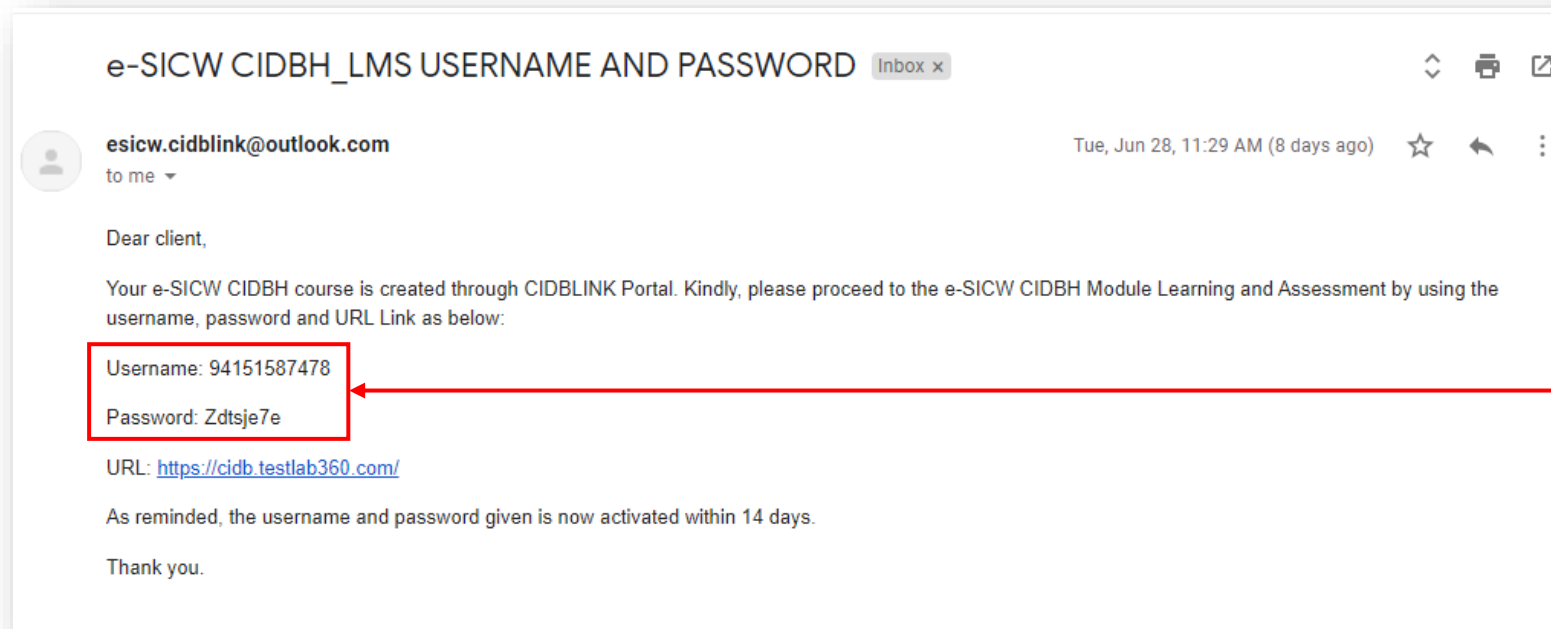 e-SICW CIDBH_LMS USERNAME AND PASSWORD Inbox x
esicw.cidblink@outlook.com Tue, Jun 28, 11:29 AM (8 days ago)
to me
Dear client,
Your e-SICW CIDBH course is created through CIDBLINK Portal. Kindly, please proceed to the e-SICW CIDBH Module Learning and Assessment by using the
username, password and URL Link as below:
Username: 94151587478
Password: Zdtsje7e
URL: https://cidb.testlab360.com/
As reminded, the username and password given is now activated within 14 days.
Thank you.